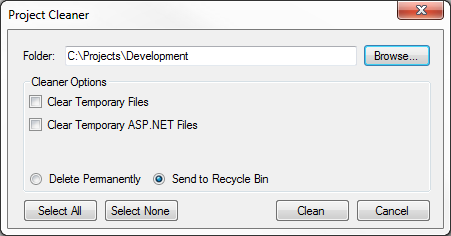 Project Cleaner
Folder: C:\Projects\Development Browse...
Cleaner Options
Clear Temporary Files
Clear Temporary ASP.NET Files
Delete Permanently Send to Recycle Bin
Select All Select None Clean Cancel